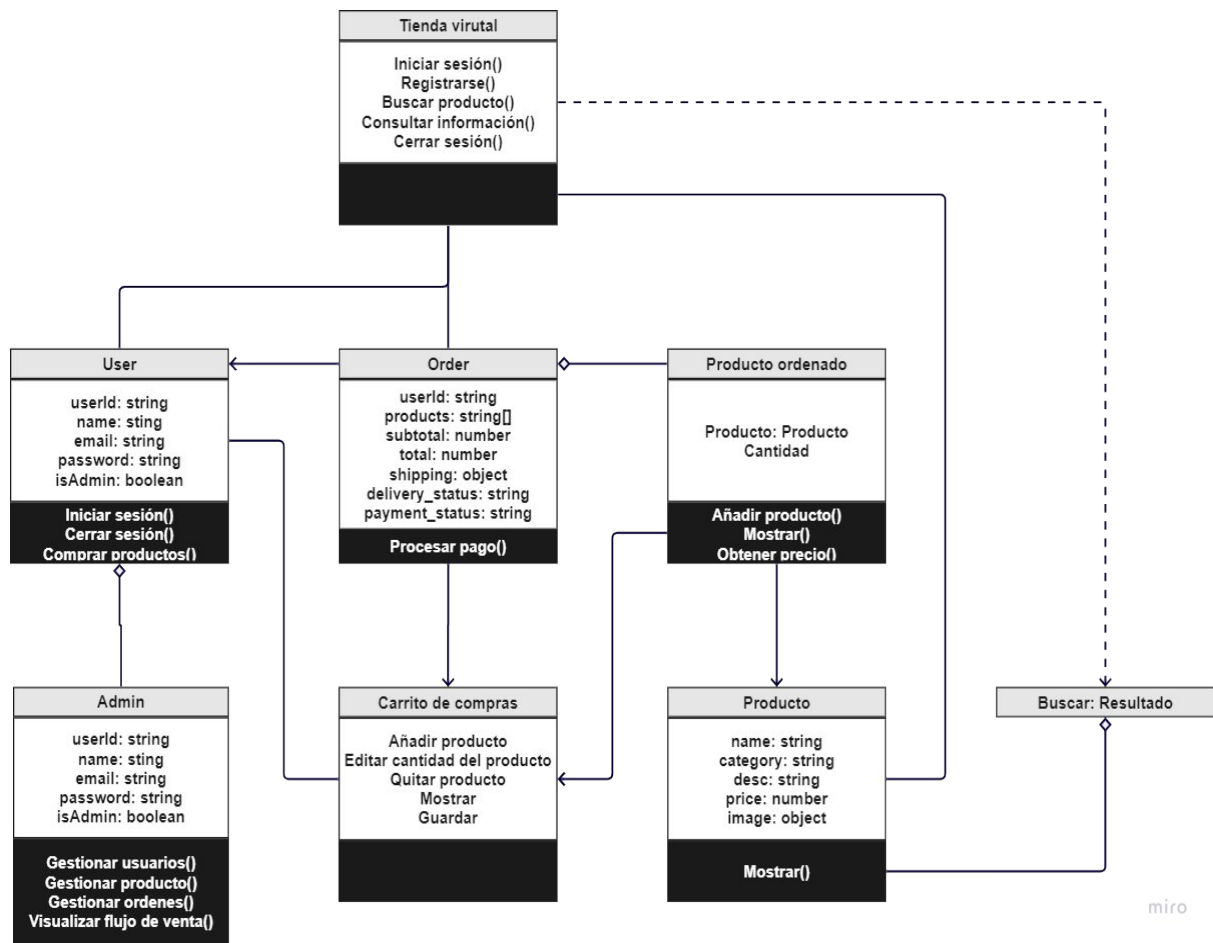 Tienda virutal
Iniciar sesión()
Registrarse()
Buscar producto()
Consultar información()
Cerrar sesión()
User
userId: string
name: sting
email: string
password: string
isAdmin: boolean
Iniciar sesión()
Cerrar sesión()
Comprar productos()
Order
userId: string
products: string[]
subtotal: number
total: number
shipping: object
delivery_status: string
payment_status: string
Procesar pago()
Producto ordenado
Producto: Producto
Cantidad
Añadir producto()
Mostrar()
Obtener precio()
Admin
userId: string
name: sting
email: string
password: string
isAdmin: boolean
Gestionar usuarios()
Gestionar producto()
Gestionar ordenes()
Visualizar flujo de venta()
Carrito de compras
Añadir producto
Editar cantidad del producto
Quitar producto
Mostrar
Guardar
Producto
name: string
category: string
desc: string
price: number
image: object
Mostrar()
Buscar: Resultado
miro